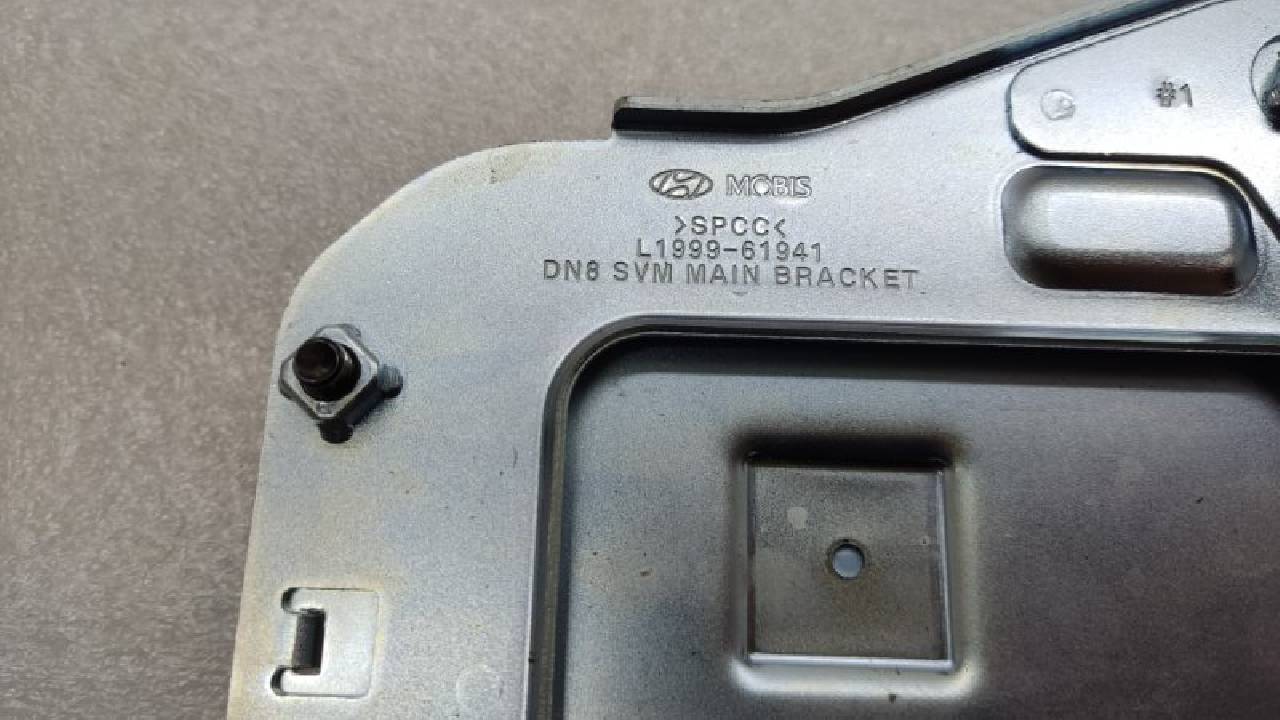 #1
MOBIS
>SPCC<
L1999-61941
DN8 SVM MAIN BRACKET